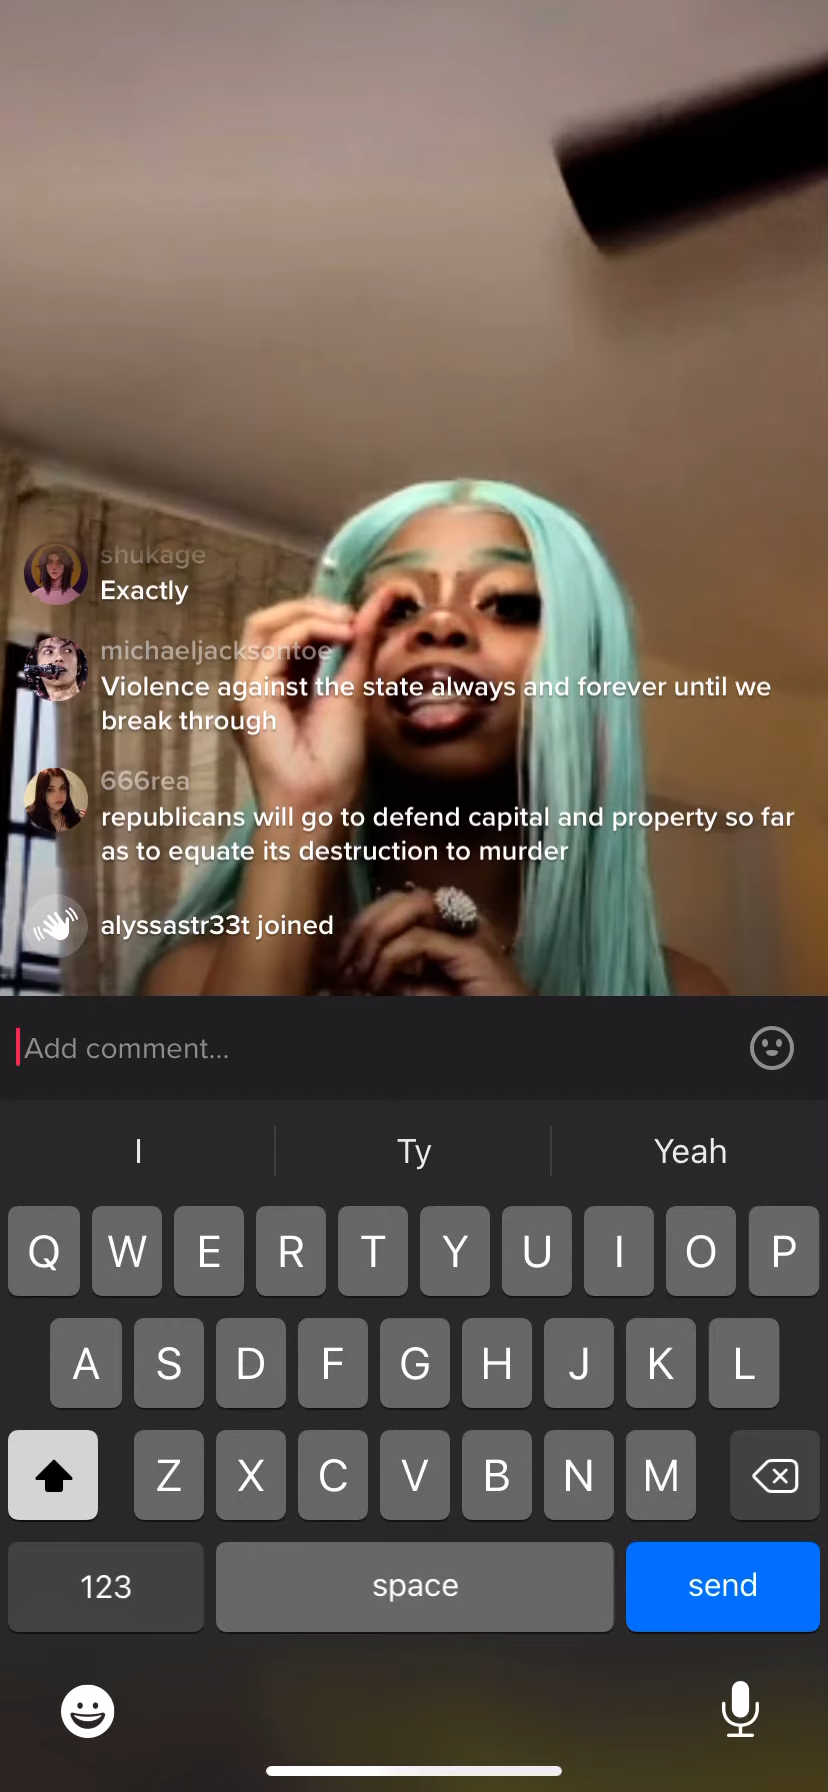 shukage
Exactly
michaeljacksontoe
Violence against the state always and forever until we
break through
666rea
republicans will go to defend capital and property so far
as to equate its destruction to murder
alyssastr33t joined
Add comment...
I Ty Yeah
Q W E R T Y U I O P
A S D F G H J K L
Z X C V B N M
123 space send